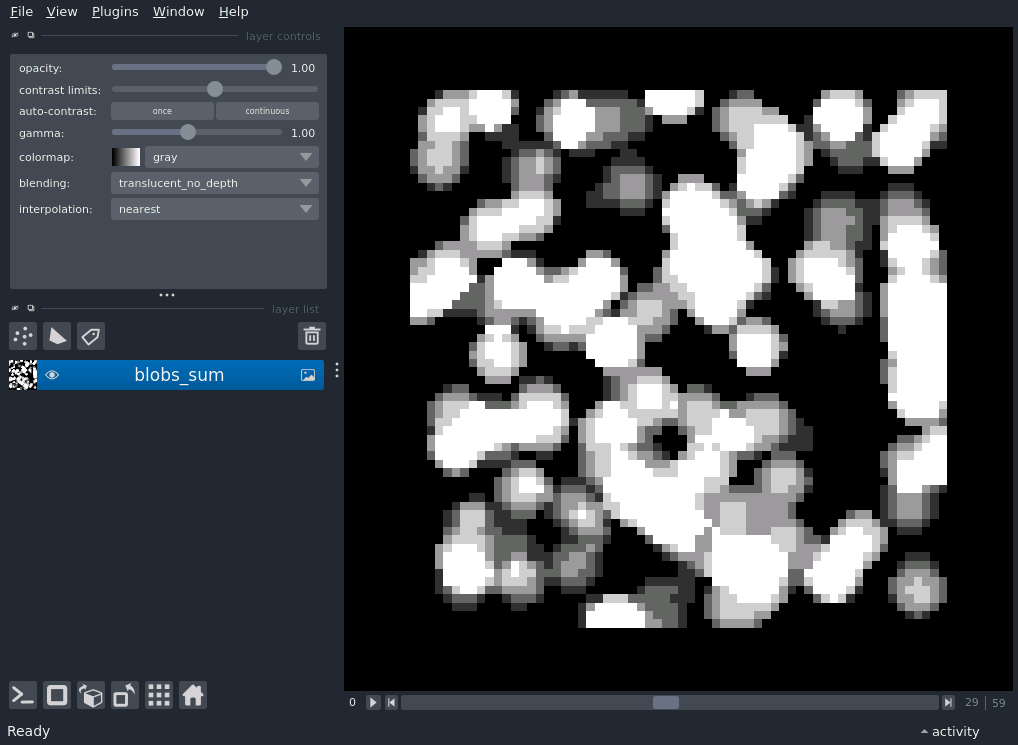 File View Plugins Window Help
layer controls
opacity: 1.00
contrast limits:
auto-contrast: once continuous
gamma: 1.00
colormap: gray
blending: translucent_no_depth
interpolation: nearest
layer list
blobs_sum
0 29 59
Ready activity